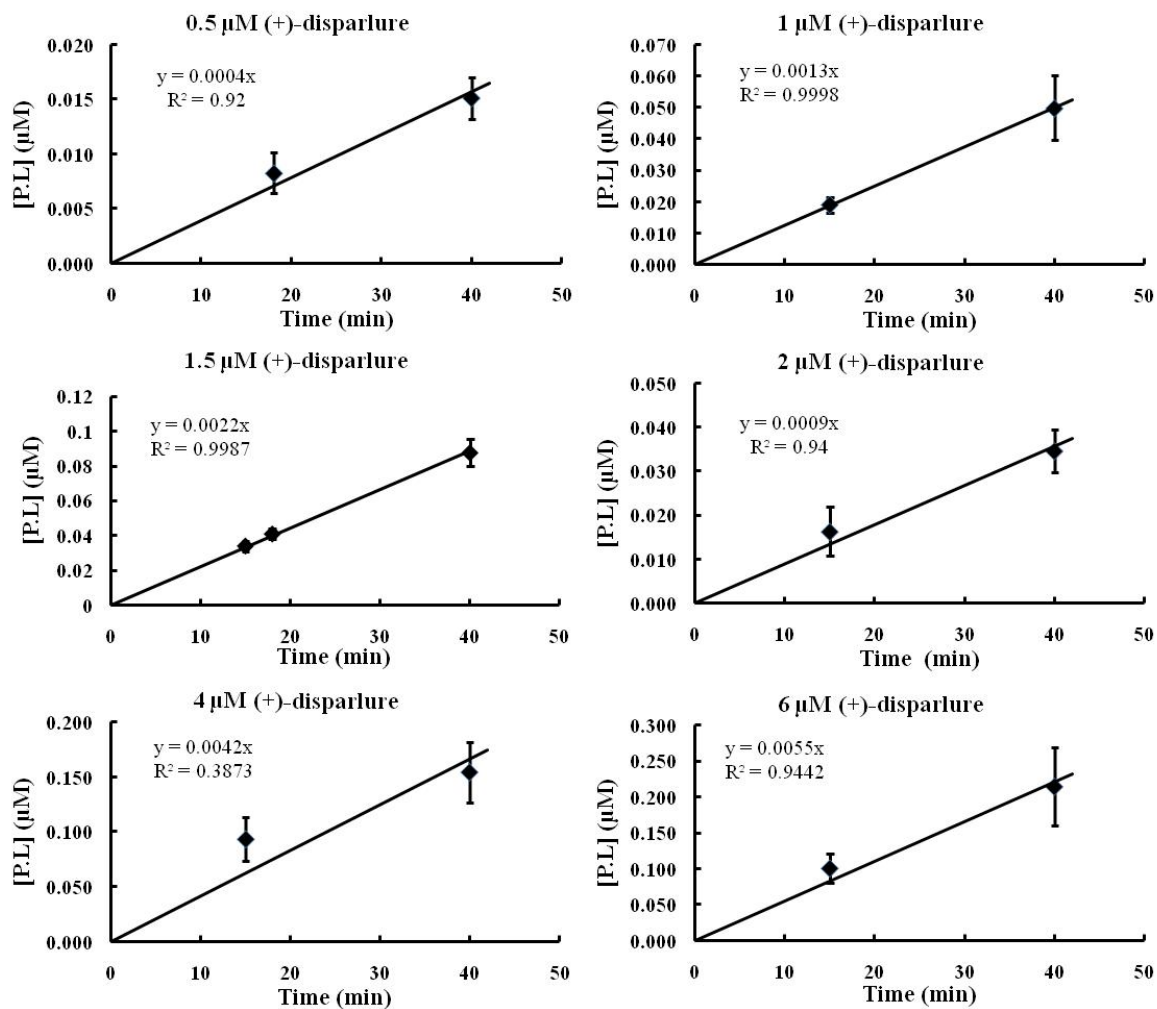 0.5 µM (+)-disparlure
y = 0.0004x
R² = 0.92
[P.L] (µM)
0.020
0.015
0.010
0.005
0.000
0 10 20 30 40 50
Time (min)
1 µM (+)-disparlure
y = 0.0013x
R² = 0.9998
[P.L] (µM)
0.070
0.060
0.050
0.040
0.030
0.020
0.010
0.000
0 10 20 30 40 50
Time (min)
1.5 µM (+)-disparlure
y = 0.0022x
R² = 0.9987
[P.L] (µM)
0.12
0.1
0.08
0.06
0.04
0.02
0
0 10 20 30 40 50
Time (min)
2 µM (+)-disparlure
y = 0.0009x
R² = 0.94
[P.L] (µM)
0.050
0.040
0.030
0.020
0.010
0.000
0 10 20 30 40 50
Time (min)
4 µM (+)-disparlure
y = 0.0042x
R² = 0.3873
[P.L] (µM)
0.200
0.150
0.100
0.050
0.000
0 10 20 30 40 50
Time (min)
6 µM (+)-disparlure
y = 0.0055x
R² = 0.9442
[P.L] (µM)
0.300
0.250
0.200
0.150
0.100
0.050
0.000
0 10 20 30 40 50
Time (min)